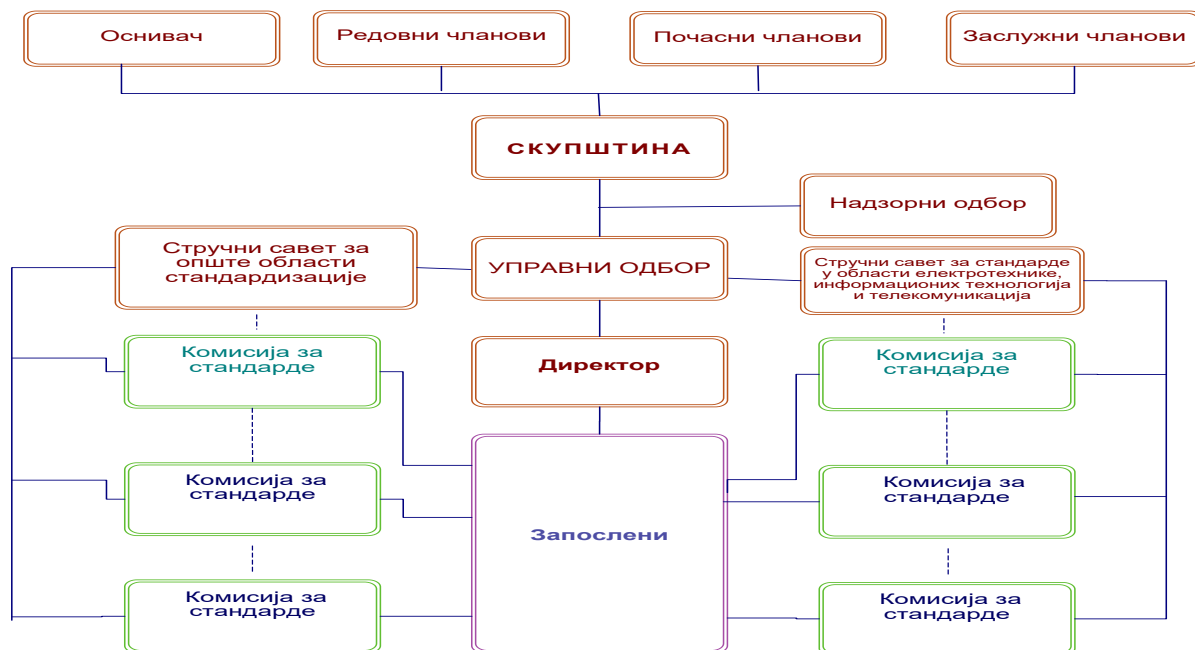 Оснивач
Редовни чланови
Почасни чланови
Заслужни чланови
СКУПШТИНА
Надзорни одбор
Стручни савет за
опште области
стандардизације
УПРАВНИ ОДБОР
Стручни савет за стандарде
у области електротехнике,
информационих технологија
и телекомуникација
Комисија за
стандарде
Директор
Комисија за
стандарде
Комисија за
стандарде
Запослени
Комисија за
стандарде
Комисија за
стандарде
Комисија за
стандарде